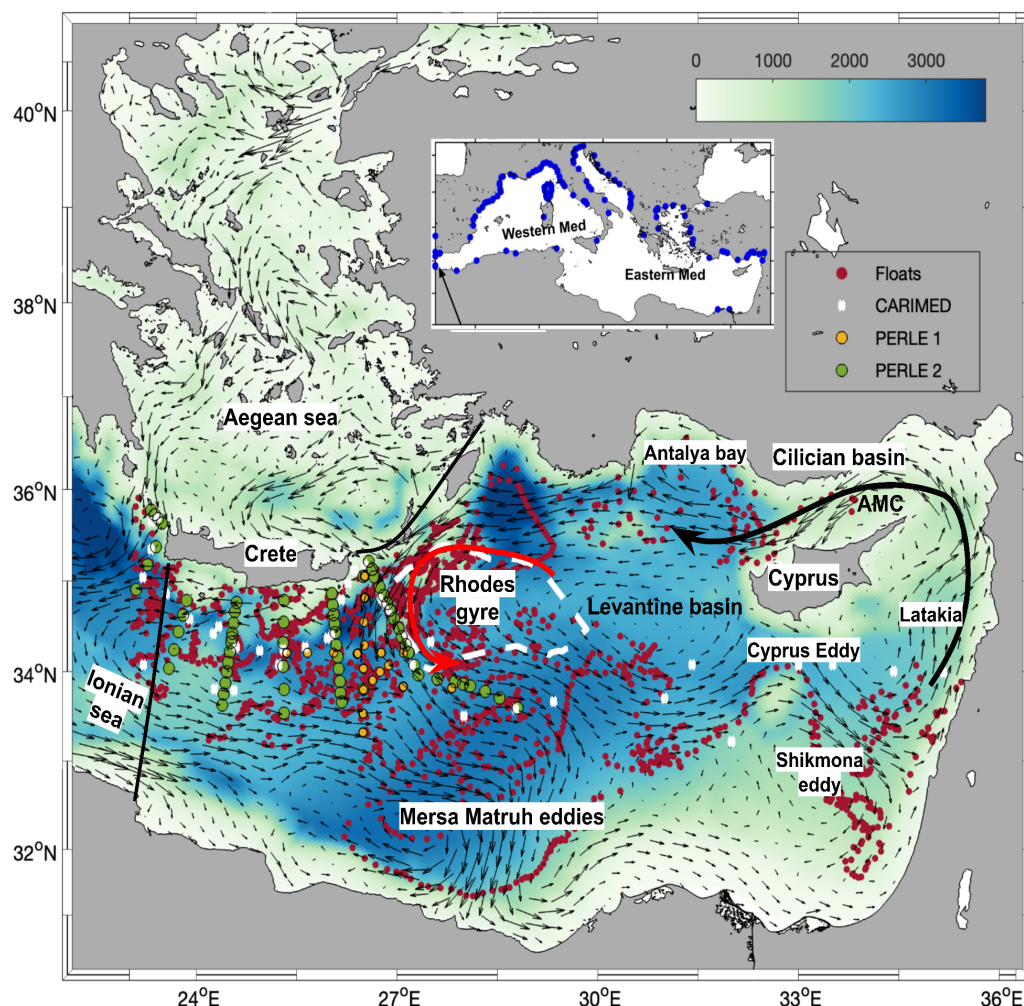 0 1000 2000 3000
40°N
38°N
36°N
34°N
32°N
24°E 27°E 30°E 33°E 36°E
Western Med
Eastern Med
Floats
CARIMED
PERLE 1
PERLE 2
Aegean sea
Antalya bay
Cilician basin
AMC
Crete
Cyprus
Rhodes
gyre
Levantine basin
Latakia
Cyprus Eddy
Ionian
sea
Shikmona
eddy
Mersa Matruh eddies